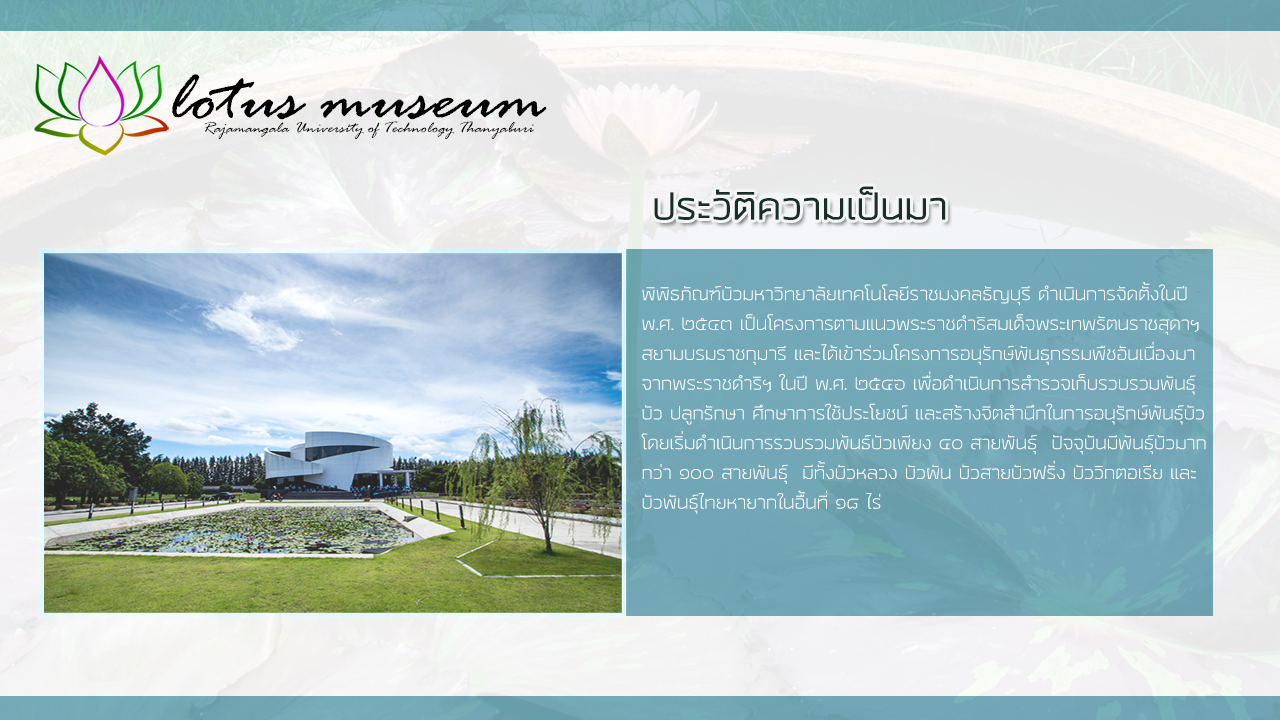 lotus museum
Rajamangala University of Technology Thanyaburi
ประวัติความเป็นมา
พิพิธภัณฑ์บัวมหาวิทยาลัยเทคโนโลยีราชมงคลธัญบุรี ดำเนินการจัดตั้งในปี
พ.ศ. ๒๕๔๓ เป็นโครงการตามแนวพระราชดำริสมเด็จพระเทพรัตนราชสุดาฯ
สยามบรมราชกุมารี และได้เข้าร่วมโครงการอนุรักษ์พันธุกรรมพืชอันเนื่องมา
จากพระราชดำริฯ ในปี พ.ศ. ๒๕๔๖ เพื่อดำเนินการสำรวจเก็บรวบรวมพันธุ์
บัว ปลูกรักษา ศึกษาการใช้ประโยชน์ และสร้างจิตสำนึกในการอนุรักษ์พันธุ์บัว
โดยเริ่มดำเนินการรวบรวมพันธ์บัวเพียง ๔๐ สายพันธุ์ ปัจจุบันมีพันธุ์บัวมาก
กว่า ๑๐๐ สายพันธุ์ มีทั้งบัวหลวง บัวผัน บัวสายบัวฝรั่ง บัววิกตอเรีย และ
บัวพันธุ์ไทยหายากในอื้นที่ ๑๘ ไร่